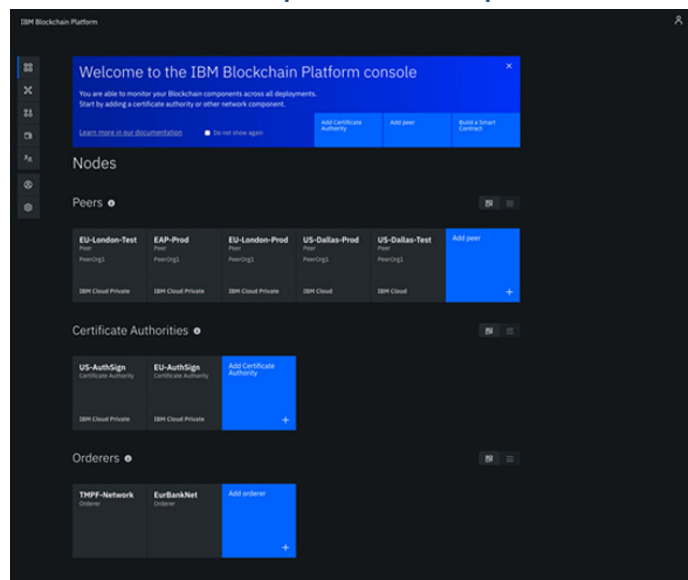 IBM Blockchain Platform
Welcome to the IBM Blockchain Platform console
You are able to monitor your Blockchain components across all deployments.
Start by adding a certificate authority or other network component.
Learn more in our documentation
Do not show again
Add Certificate
Authority
Add peer
Build a Smart
Contract
Nodes
Peers
EU-London-Test
Peer
PeerOrg1
IBM Cloud Private
EAP-Prod
Peer
PeerOrg1
IBM Cloud Private
EU-London-Prod
Peer
PeerOrg1
IBM Cloud Private
US-Dallas-Prod
Peer
PeerOrg1
IBM Cloud
US-Dallas-Test
Peer
PeerOrg1
IBM Cloud
Add peer
Certificate Authorities
US-AuthSign
Certificate Authority
IBM Cloud Private
EU-AuthSign
Certificate Authority
IBM Cloud Private
Add Certificate
Authority
Orderers
TMPF-Network
Orderer
EurBankNet
Orderer
Add orderer